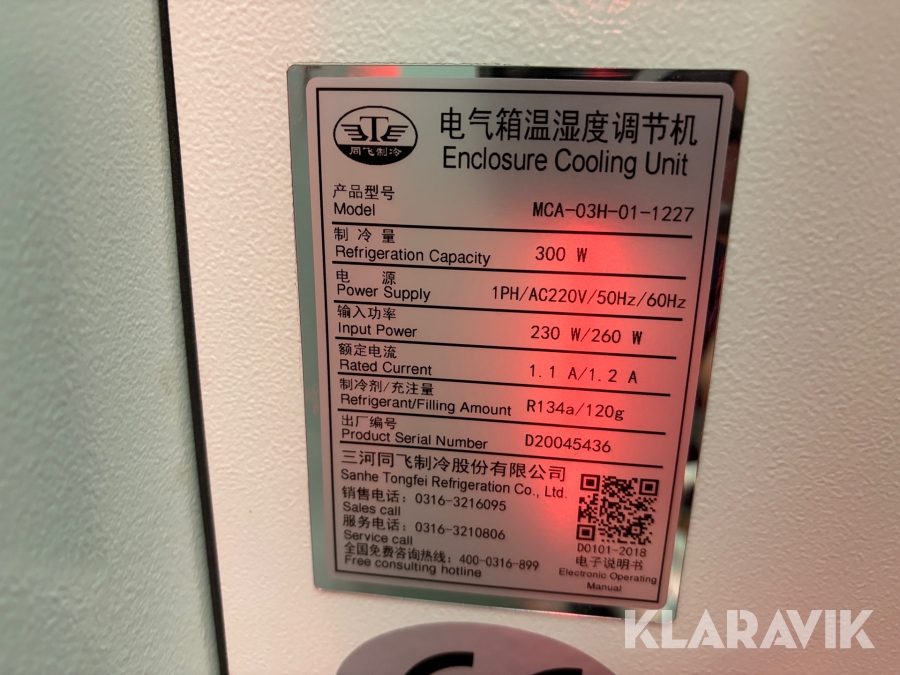 同飞制冷
电气箱温湿度调节机
Enclosure Cooling Unit
产品型号
Model MCA-03H-01-1227
制冷量
Refrigeration Capacity 300 W
电 源
Power Supply 1PH/AC220V/50Hz/60Hz
输入功率
Input Power 230 W/260 W
额定电流
Rated Current 1.1 A/1.2 A
制冷剂/充注量
Refrigerant/Filling Amount R134a/120g
出厂编号
Product Serial Number D20045436
三河同飞制冷股份有限公司
Sanhe Tongfei Refrigeration Co., Ltd.
销售电话：0316-3216095
Sales call
服务电话：0316-3210806
Service call
全国免费咨询热线：400-0316-899
Free consulting hotline
D0101-2018
电子说明书
Electronic Operating
Manual
CE
KLARAVIK